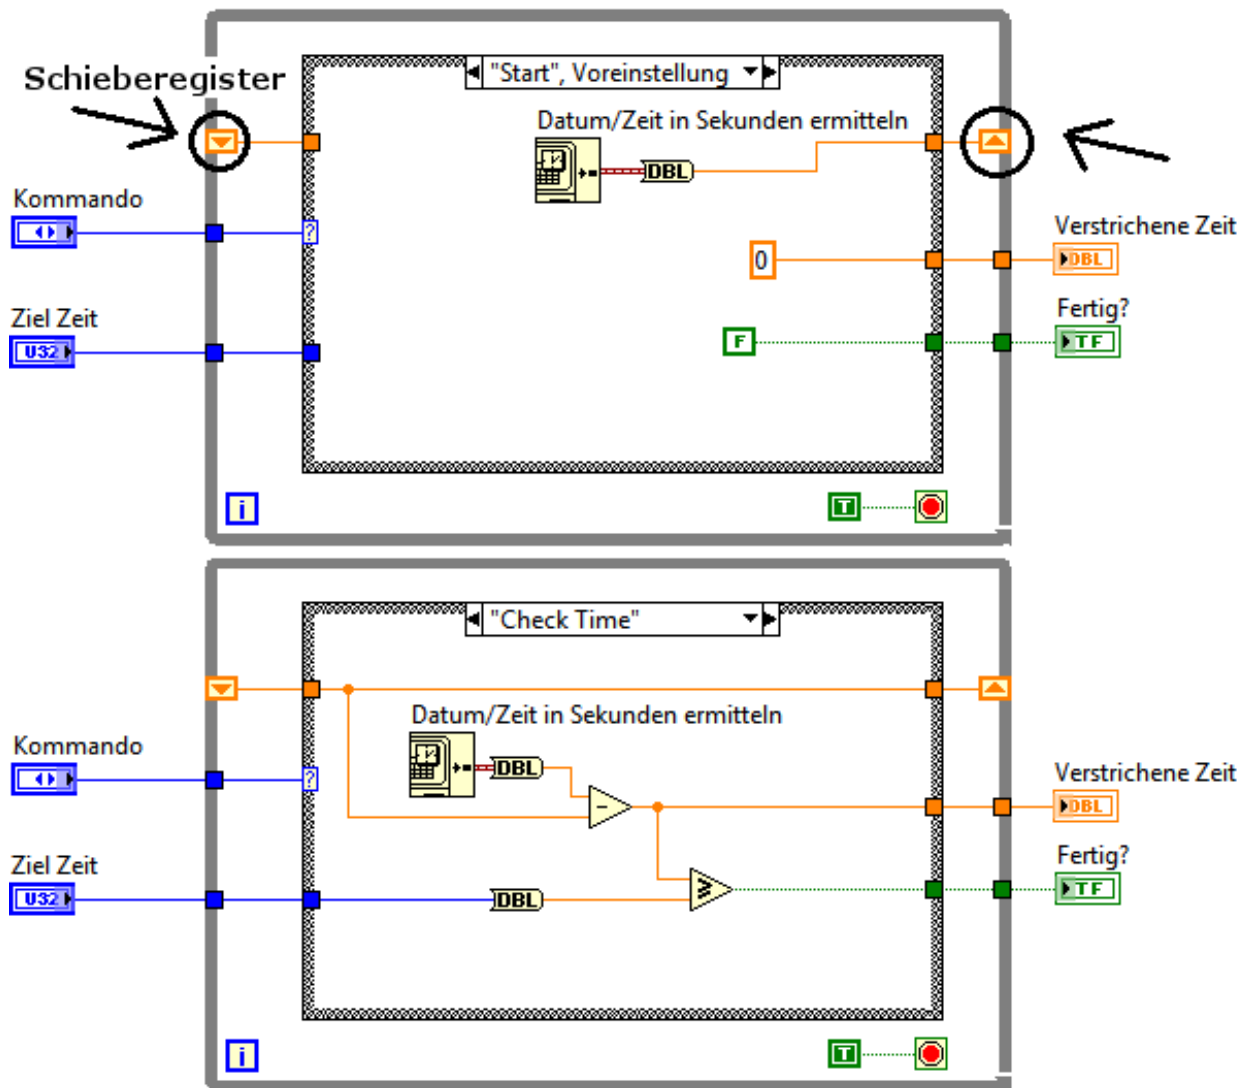 "Start", Voreinstellung
Schieberegister
Datum/Zeit in Sekunden ermitteln
DBL
Kommando
?
Verstrichene Zeit
0
DBL
Ziel Zeit
Fertig?
U32
F
TF
i
T
"Check Time"
Datum/Zeit in Sekunden ermitteln
Kommando
DBL
?
Verstrichene Zeit
-
DBL
Ziel Zeit
Fertig?
≥
U32
DBL
TF
i
T